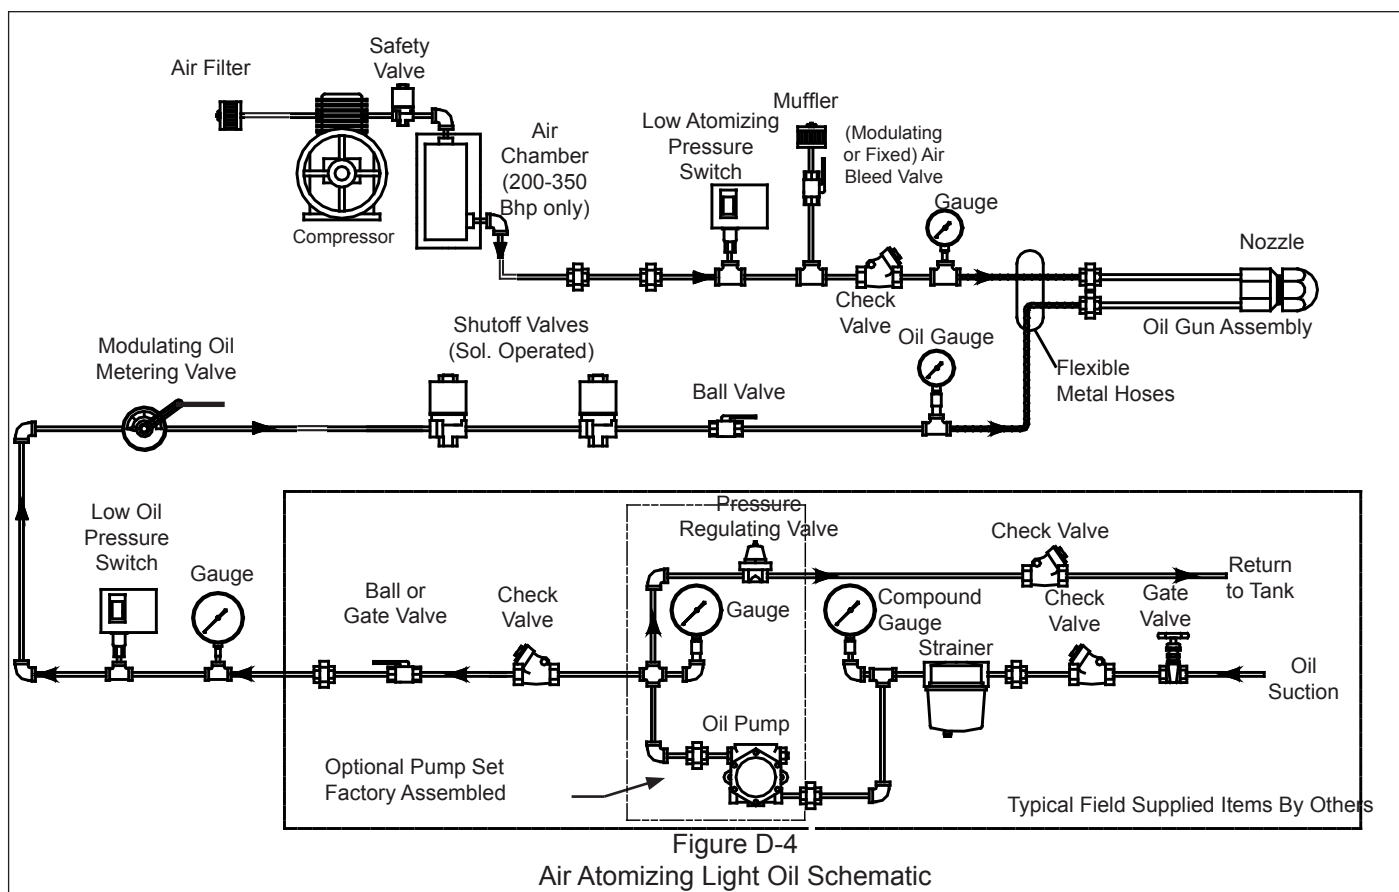 Safety
Valve
Air Filter
Compressor
Air
Chamber
(200-350
Bhp only)
Low Atomizing
Pressure
Switch
Muffler
(Modulating
or Fixed) Air
Bleed Valve
Gauge
Check
Valve
Nozzle
Oil Gun Assembly
Flexible
Metal Hoses
Modulating Oil
Metering Valve
Shutoff Valves
(Sol. Operated)
Ball Valve
Oil Gauge
Low Oil
Pressure
Switch
Gauge
Ball or
Gate Valve
Check
Valve
Pressure
Regulating Valve
Gauge
Compound
Gauge
Strainer
Check Valve
Check
Valve
Gate
Valve
Return
to Tank
Oil
Suction
Oil Pump
Optional Pump Set
Factory Assembled
Typical Field Supplied Items By Others
Figure D-4
Air Atomizing Light Oil Schematic